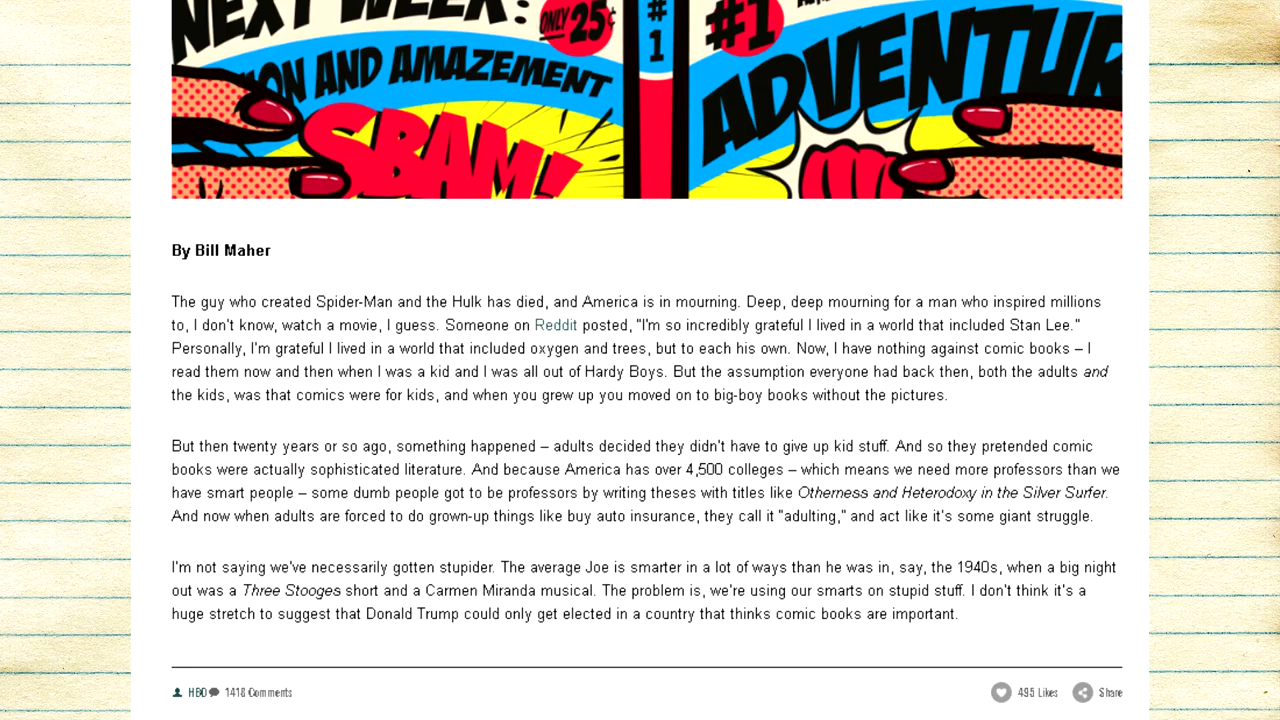 NEXT WEEK:
ONLY 25¢
#1
#1
ON AND AMAZEMENT
ADVENTUR
SBAM!
By Bill Maher
The guy who created Spider-Man and the Hulk has died, and America is in mourning. Deep, deep mourning for a man who inspired millions
to, I don't know, watch a movie, I guess. Someone on Reddit posted, "I'm so incredibly grateful I lived in a world that included Stan Lee."
Personally, I'm grateful I lived in a world that included oxygen and trees, but to each his own. Now, I have nothing against comic books – I
read them now and then when I was a kid and I was all out of Hardy Boys. But the assumption everyone had back then, both the adults and
the kids, was that comics were for kids, and when you grew up you moved on to big-boy books without the pictures.
But then twenty years or so ago, something happened – adults decided they didn't have to give up kid stuff. And so they pretended comic
books were actually sophisticated literature. And because America has over 4,500 colleges – which means we need more professors than we
have smart people – some dumb people got to be professors by writing theses with titles like Otherness and Heterodoxy in the Silver Surfer.
And now when adults are forced to do grown-up things like buy auto insurance, they call it "adulting," and act like it's some giant struggle.
I'm not saying we've necessarily gotten stupider. The average Joe is smarter in a lot of ways than he was in, say, the 1940s, when a big night
out was a Three Stooges short and a Carmen Miranda musical. The problem is, we're using our smarts on stupid stuff. I don't think it's a
huge stretch to suggest that Donald Trump could only get elected in a country that thinks comic books are important.
HBO 1418 Comments 495 Likes Share